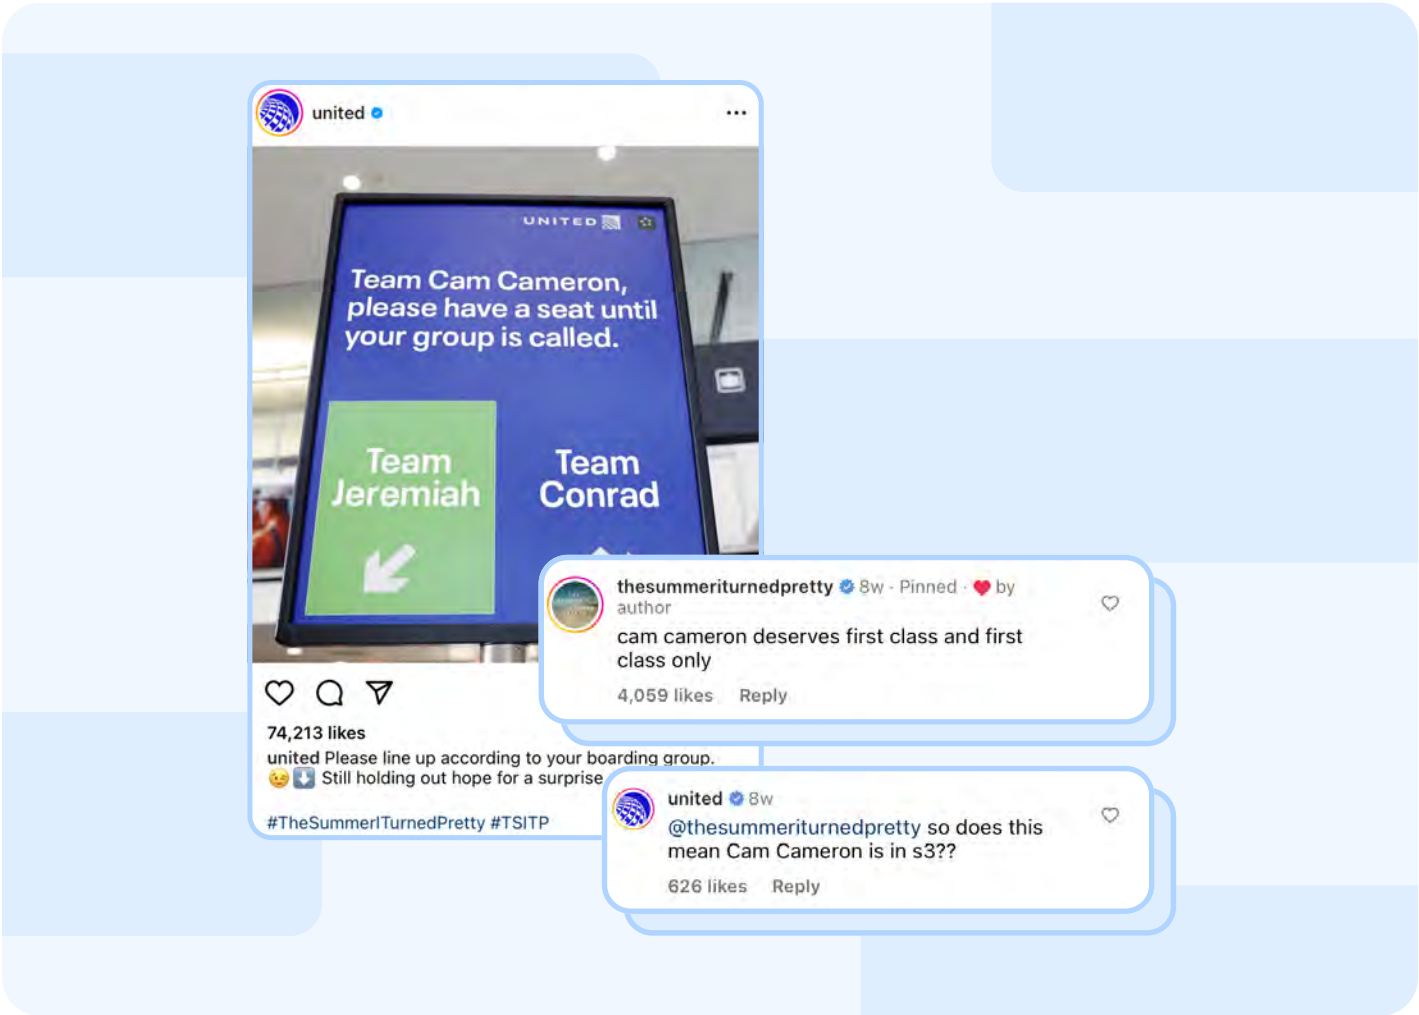 united
UNITED
Team Cam Cameron,
please have a seat until
your group is called.
Team
Jeremiah
Team
Conrad
74,213 likes
united Please line up according to your boarding group.
😉⬇️ Still holding out hope for a surprise
#TheSummerITurnedPretty #TSITP
thesummeriturnedpretty 8w · Pinned · ❤️ by
author
cam cameron deserves first class and first
class only
4,059 likes Reply
united 8w
@thesummeriturnedpretty so does this
mean Cam Cameron is in s3??
626 likes Reply